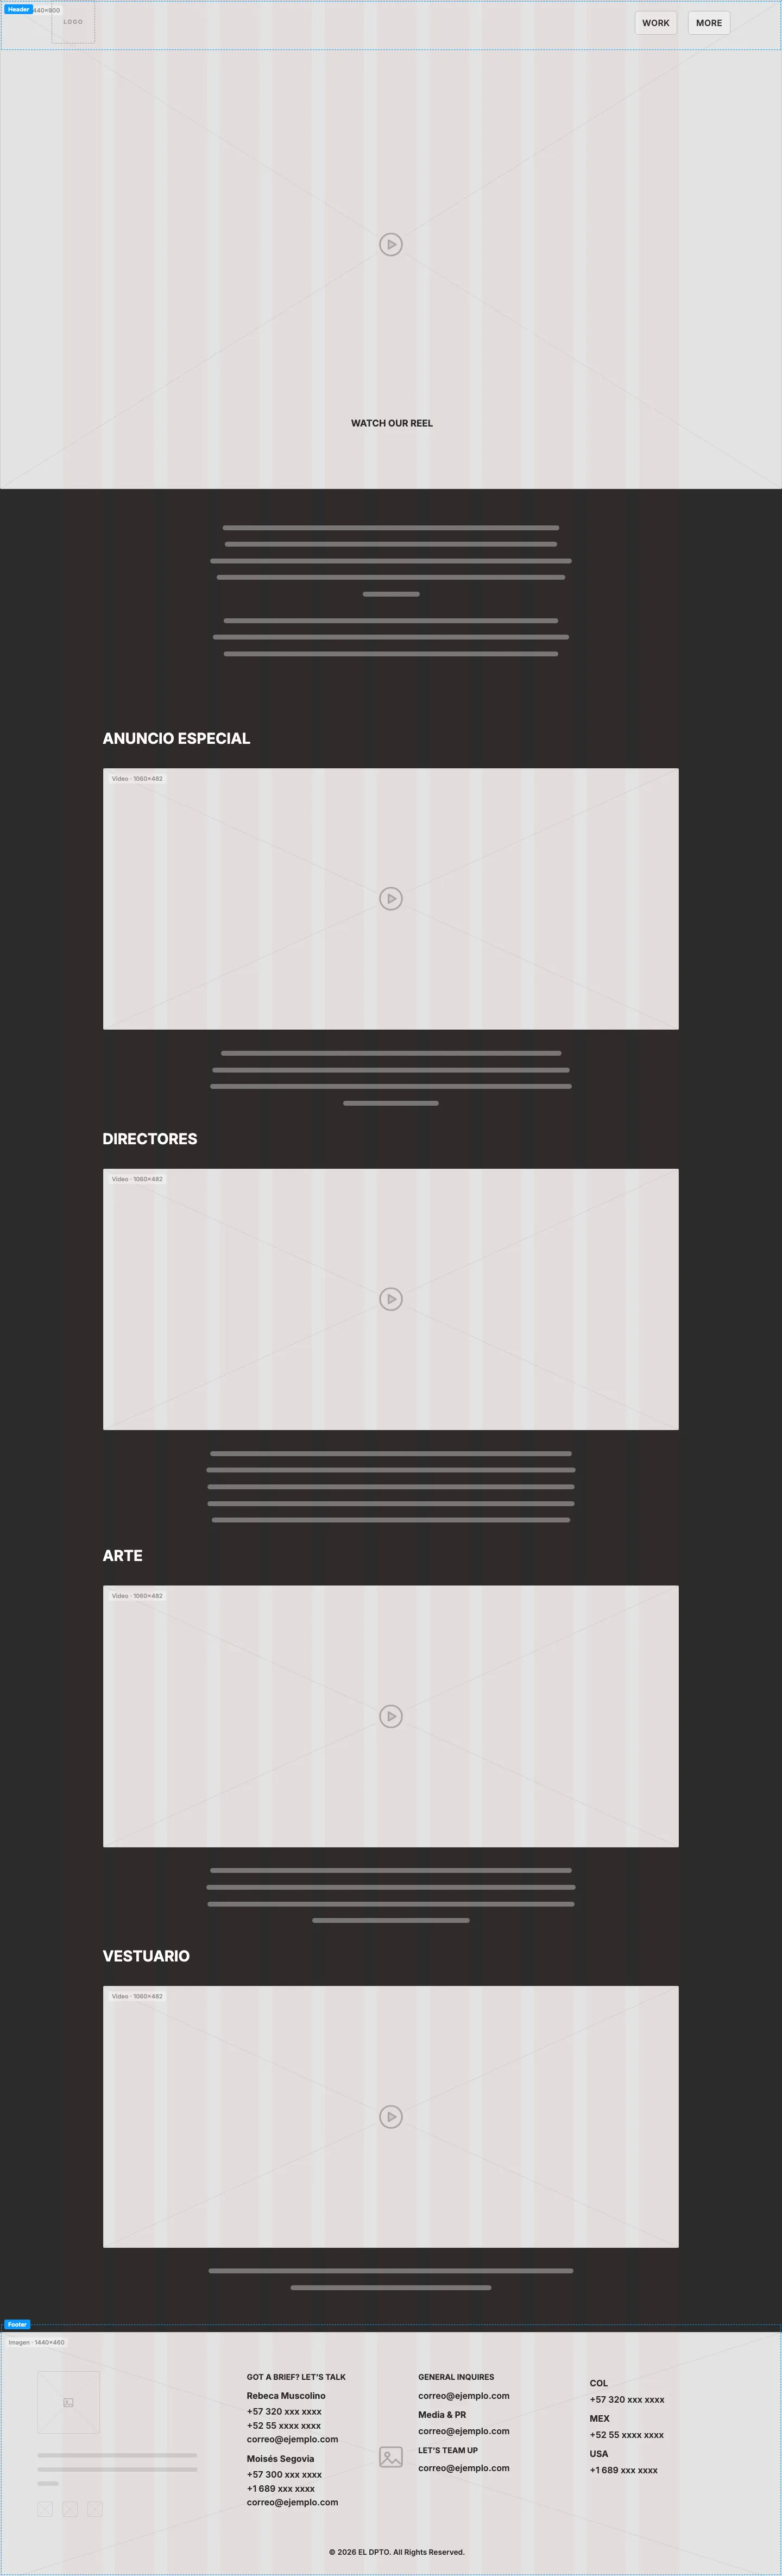 Header
440×900
LOGO
WORK
MORE
WATCH OUR REEL
ANUNCIO ESPECIAL
Video · 1060×482
DIRECTORES
Video · 1060×482
ARTE
Video · 1060×482
VESTUARIO
Video · 1060×482
Footer
Imagen · 1440×460
GOT A BRIEF? LET'S TALK
Rebeca Muscolino
+57 320 xxx xxxx
+52 55 xxxx xxxx
correo@ejemplo.com
Moisés Segovia
+57 300 xxx xxxx
+1 689 xxx xxxx
correo@ejemplo.com
GENERAL INQUIRES
correo@ejemplo.com
Media & PR
correo@ejemplo.com
LET'S TEAM UP
correo@ejemplo.com
COL
+57 320 xxx xxxx
MEX
+52 55 xxxx xxxx
USA
+1 689 xxx xxxx
© 2026 EL DPTO. All Rights Reserved.